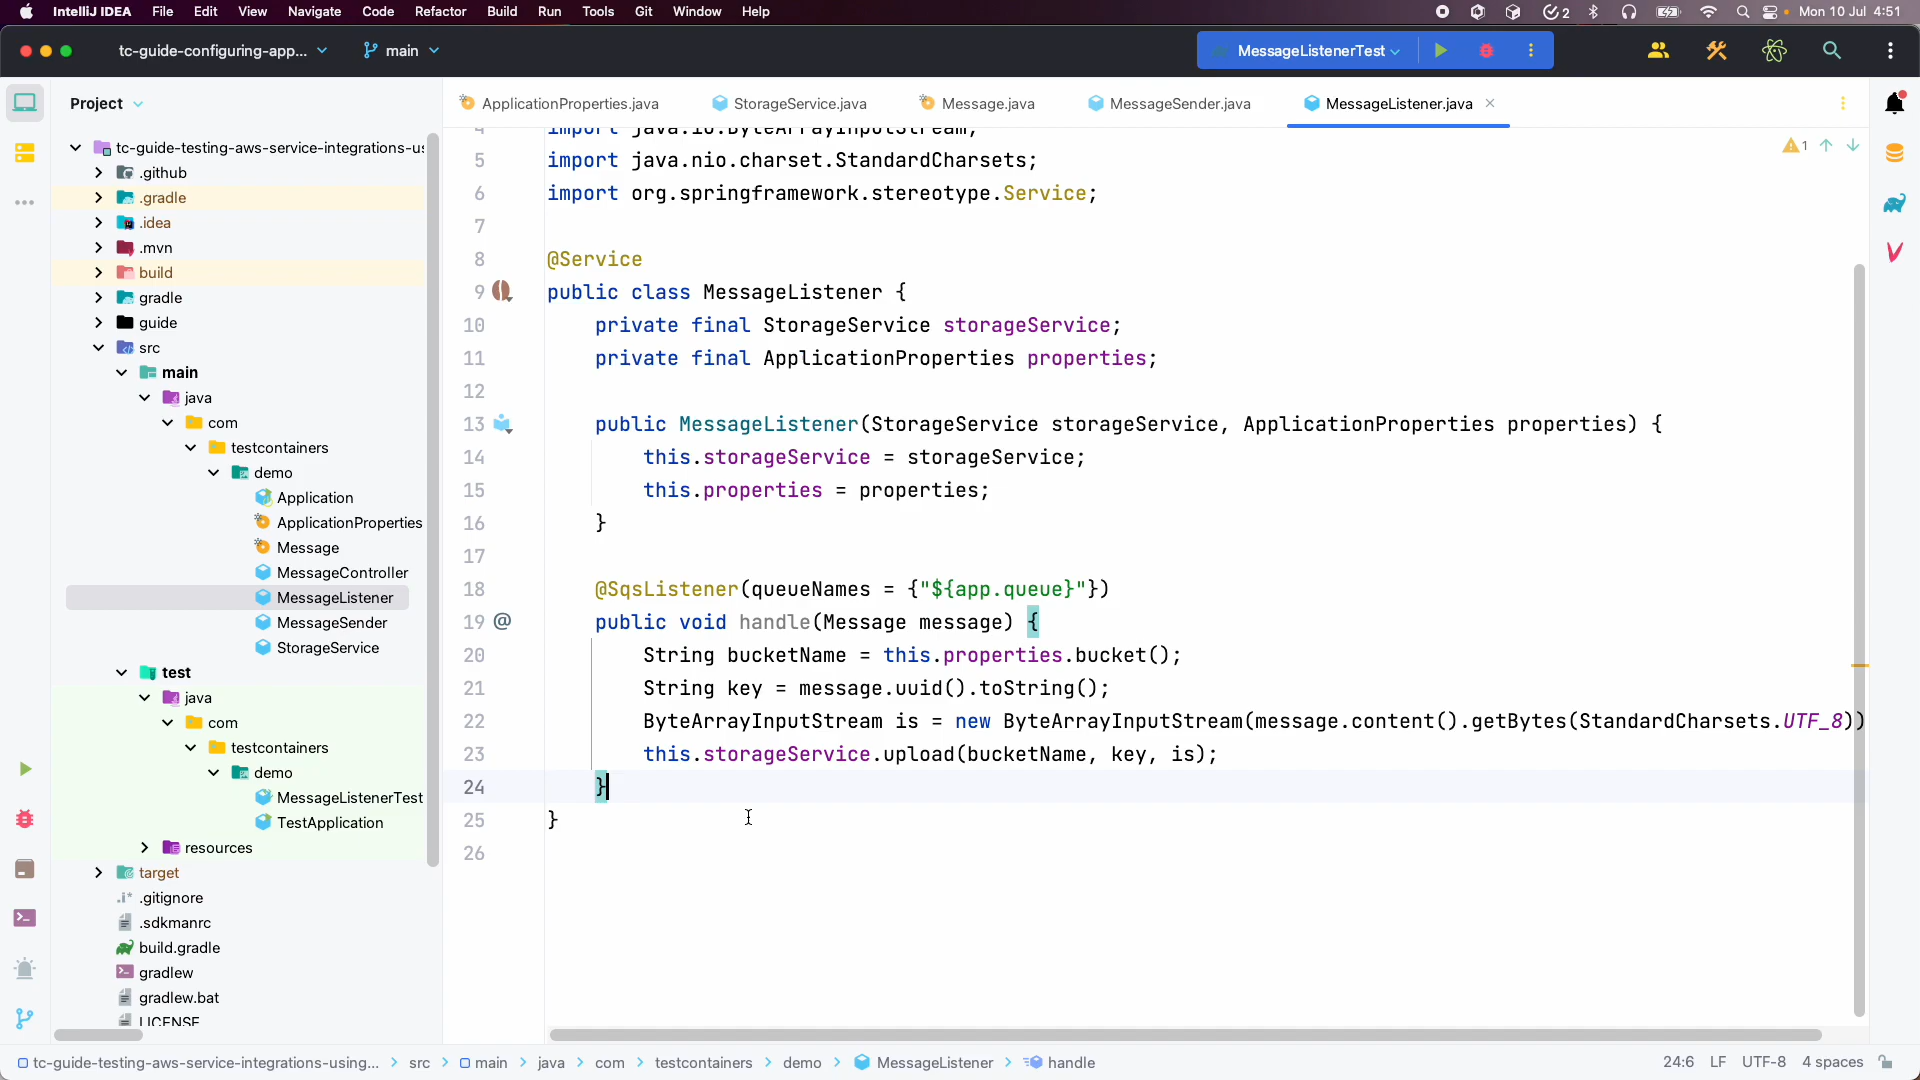 IntelliJ IDEA File Edit View Navigate Code Refactor Build Run Tools Git Window Help 2 Mon 10 Jul 4:51
tc-guide-configuring-app... main MessageListenerTest
Project
ApplicationProperties.java StorageService.java Message.java MessageSender.java MessageListener.java
tc-guide-testing-aws-service-integrations-us
.github
.gradle
.idea
.mvn
build
gradle
guide
src
main
java
com
testcontainers
demo
Application
ApplicationProperties
Message
MessageController
MessageListener
MessageSender
StorageService
test
java
com
testcontainers
demo
MessageListenerTest
TestApplication
resources
target
.gitignore
.sdkmanrc
build.gradle
gradlew
gradlew.bat
LICENSE
4 import java.io.ByteArrayInputStream;
5 import java.nio.charset.StandardCharsets;
6 import org.springframework.stereotype.Service;
7
8 @Service
9 public class MessageListener {
10 private final StorageService storageService;
11 private final ApplicationProperties properties;
12
13 public MessageListener(StorageService storageService, ApplicationProperties properties) {
14 this.storageService = storageService;
15 this.properties = properties;
16 }
17
18 @SqsListener(queueNames = {"${app.queue}"})
19 @ public void handle(Message message) {
20 String bucketName = this.properties.bucket();
21 String key = message.uuid().toString();
22 ByteArrayInputStream is = new ByteArrayInputStream(message.content().getBytes(StandardCharsets.UTF_8))
23 this.storageService.upload(bucketName, key, is);
24 }
25 }
26
1
tc-guide-testing-aws-service-integrations-using... > src > main > java > com > testcontainers > demo > MessageListener > handle 24:6 LF UTF-8 4 spaces